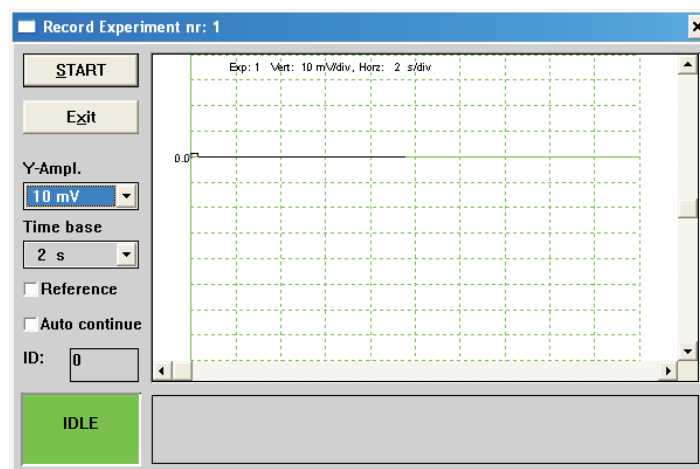 Record Experiment nr: 1
START
Exit
Y-Ampl.
10 mV
Time base
2 s
Reference
Auto continue
ID: 0
IDLE
Exp: 1 Vert: 10 mV/div, Horz: 2 s/div
0.0